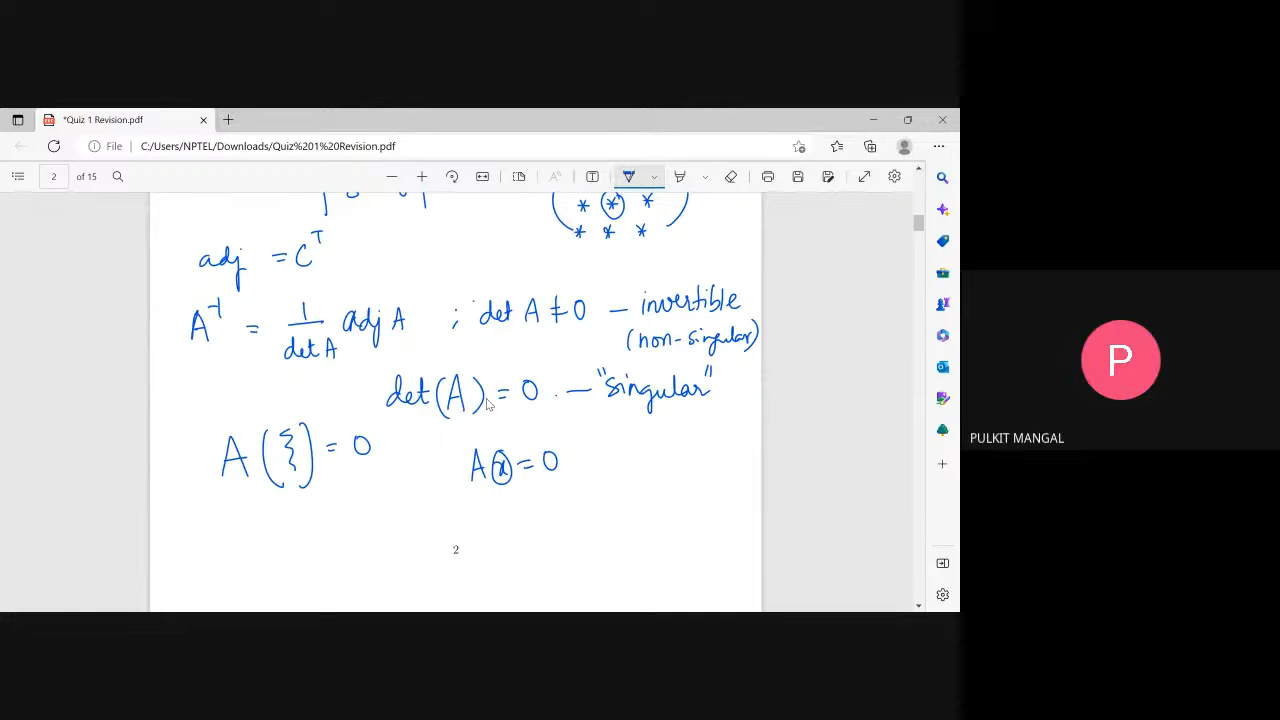 *Quiz 1 Revision.pdf
File C:/Users/NPTEL/Downloads/Quiz%201%20Revision.pdf
2 of 15
* * *
* * *
adj = Cᵀ
A⁻¹ = 1/det A adj A ; det A ≠ 0 – invertible
(non-singular)
det(A) = 0 . – "singular"
A ( ξ ) = 0 A x = 0
2
P
PULKIT MANGAL